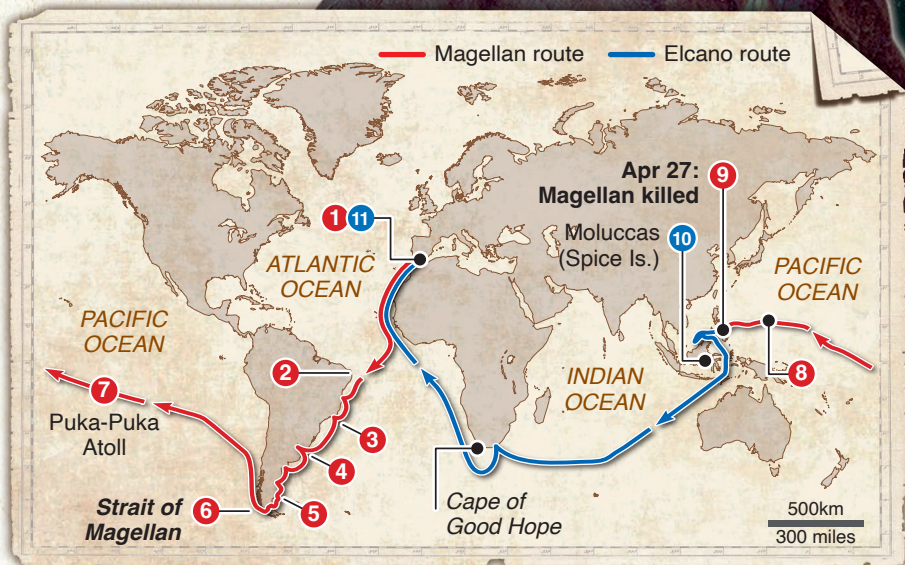 Magellan route
Elcano route
Apr 27:
Magellan killed
9
1 11
Moluccas
(Spice Is.)
10
ATLANTIC
OCEAN
PACIFIC
OCEAN
PACIFIC
OCEAN
2
7
INDIAN
OCEAN
8
Puka-Puka
Atoll
3
4
Strait of
Magellan
6
5
Cape of
Good Hope
500km
300 miles